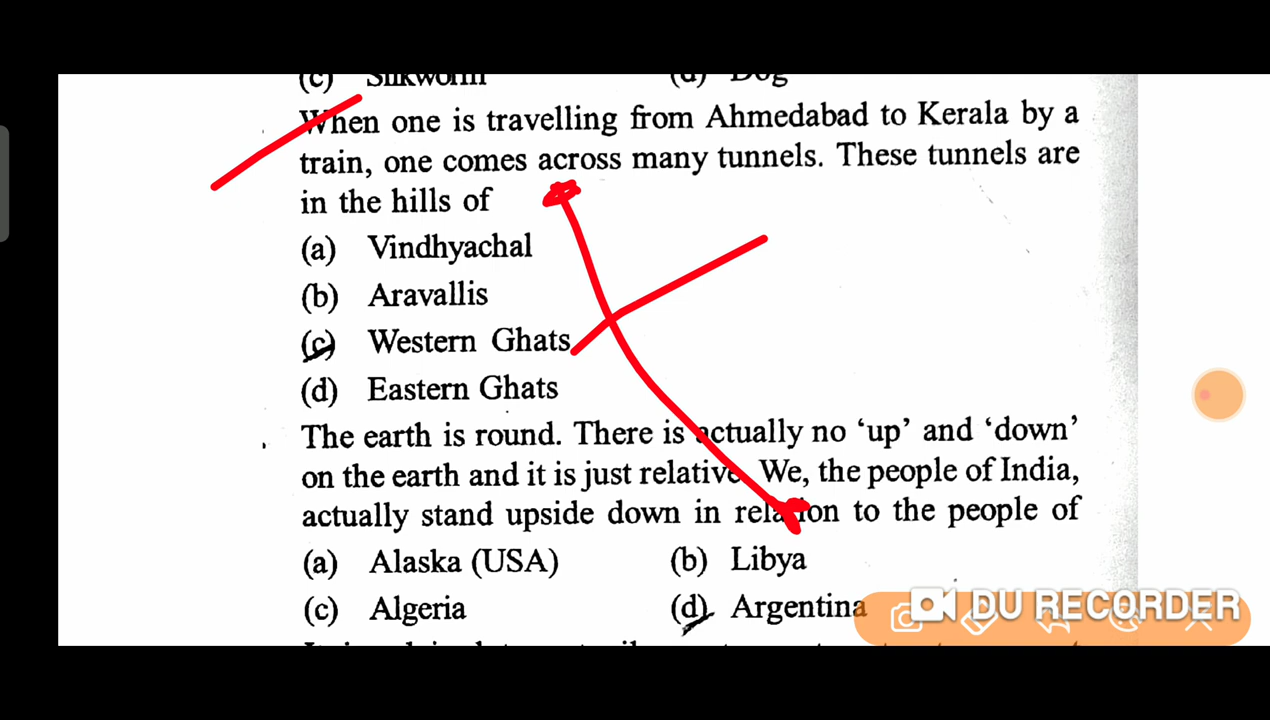 (c) Silkworm (d) Dog
When one is travelling from Ahmedabad to Kerala by a
train, one comes across many tunnels. These tunnels are
in the hills of
(a) Vindhyachal
(b) Aravallis
(c) Western Ghats
(d) Eastern Ghats
The earth is round. There is actually no ‘up’ and ‘down’
on the earth and it is just relative. We, the people of India,
actually stand upside down in relation to the people of
(a) Alaska (USA) (b) Libya
(c) Algeria (d) Argentina
DU RECORDER